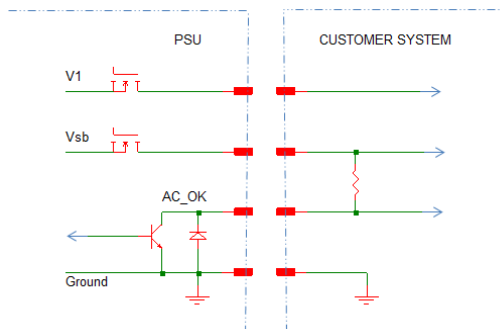 PSU
CUSTOMER SYSTEM
V1
Vsb
AC_OK
Ground